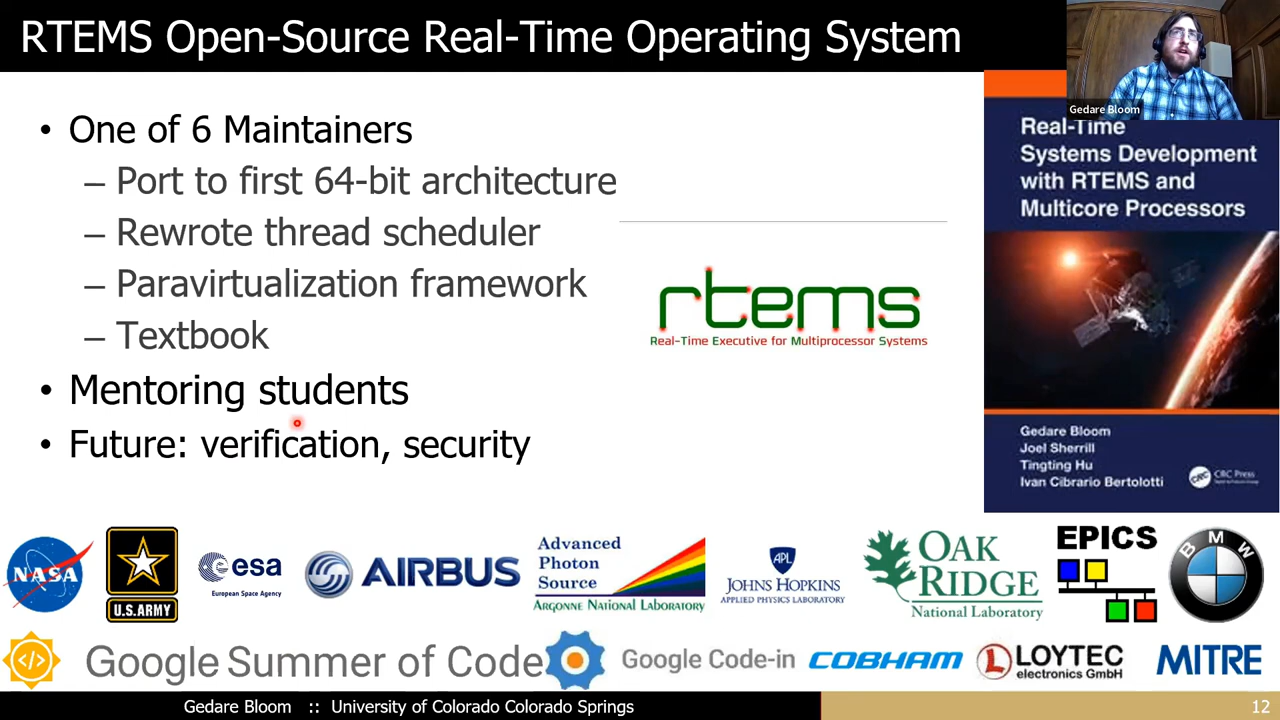 RTEMS Open-Source Real-Time Operating System
Gedare Bloom
• One of 6 Maintainers
– Port to first 64-bit architecture
– Rewrote thread scheduler
– Paravirtualization framework
– Textbook
• Mentoring students
• Future: verification, security
rtems
Real-Time Executive for Multiprocessor Systems
Real-Time
Systems Development
with RTEMS and
Multicore Processors
Gedare Bloom
Joel Sherrill
Tingting Hu
Ivan Cibrario Bertolotti
CRC Press
NASA
U.S.ARMY
esa
European Space Agency
AIRBUS
Advanced
Photon
Source
ARGONNE NATIONAL LABORATORY
APL
JOHNS HOPKINS
APPLIED PHYSICS LABORATORY
OAK
RIDGE
National Laboratory
EPICS
BMW
</> Google Summer of Code
Google Code-in
COBHAM
L LOYTEC
electronics GmbH
MITRE
Gedare Bloom :: University of Colorado Colorado Springs
12